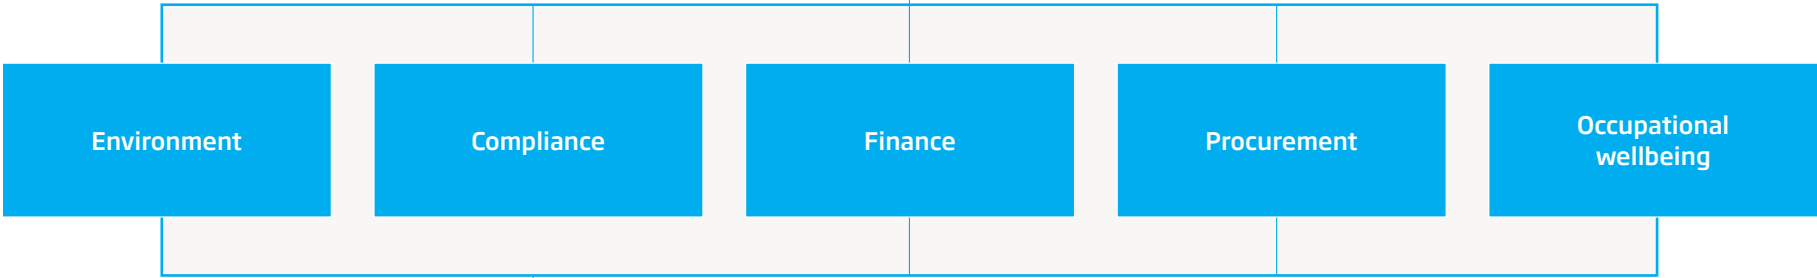 Environment
Compliance
Finance
Procurement
Occupational
wellbeing